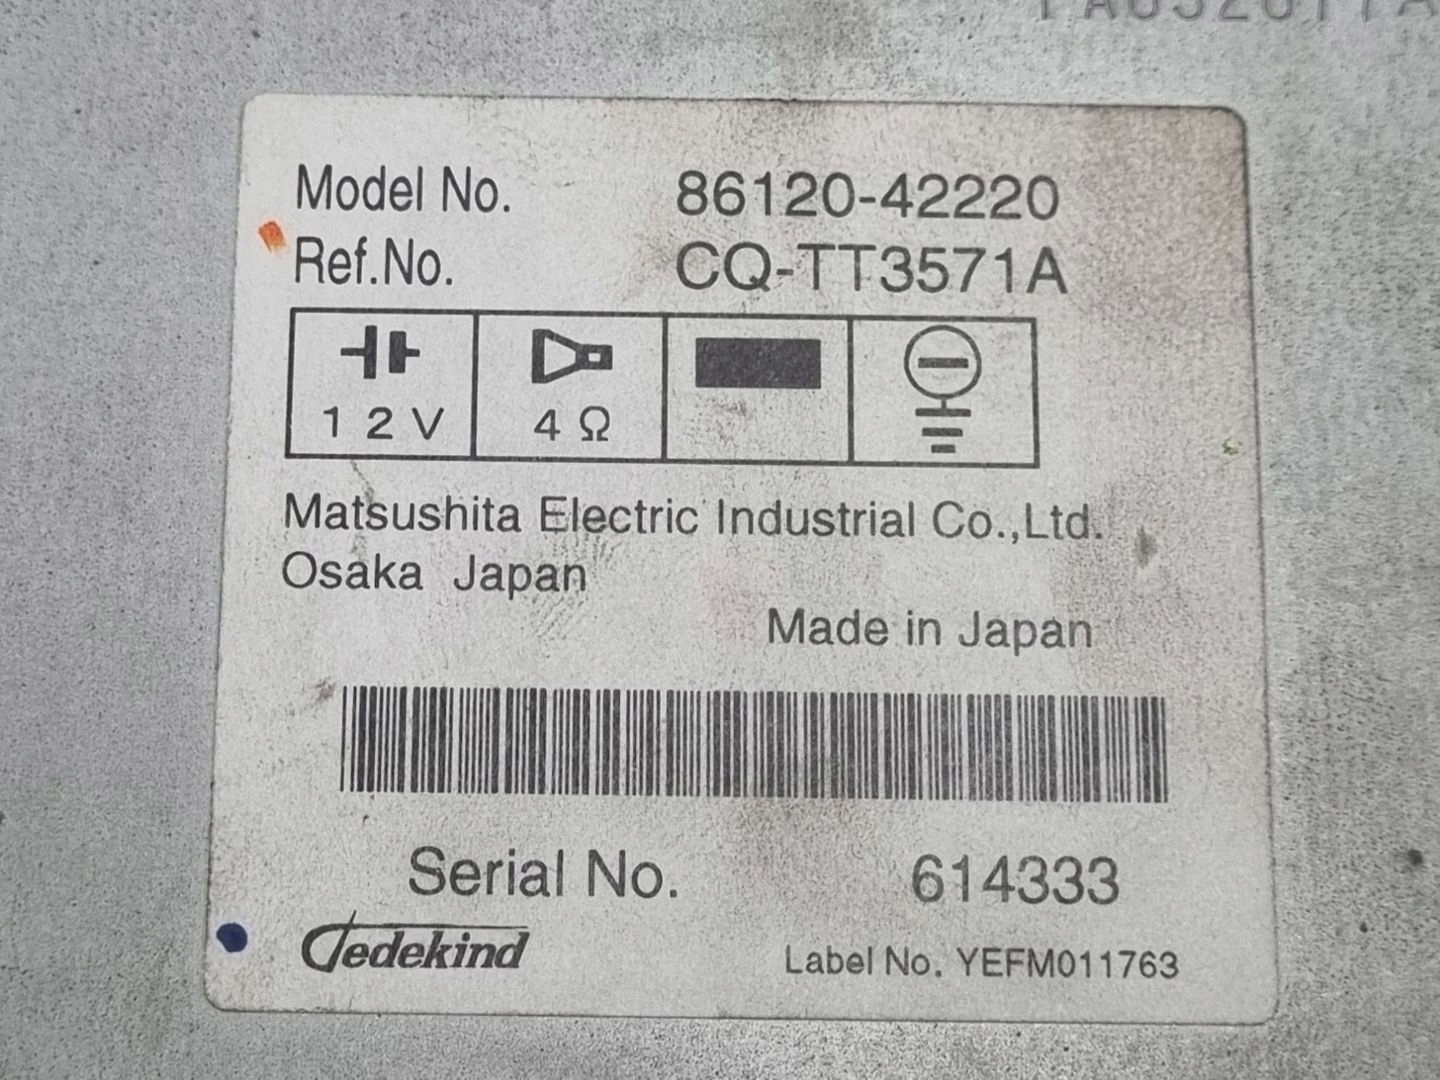 Model No. 86120-42220
Ref.No. CQ-TT3571A
12V 4Ω
Matsushita Electric Industrial Co.,Ltd.
Osaka Japan
Made in Japan
Serial No. 614333
Jedekind Label No. YEFM011763